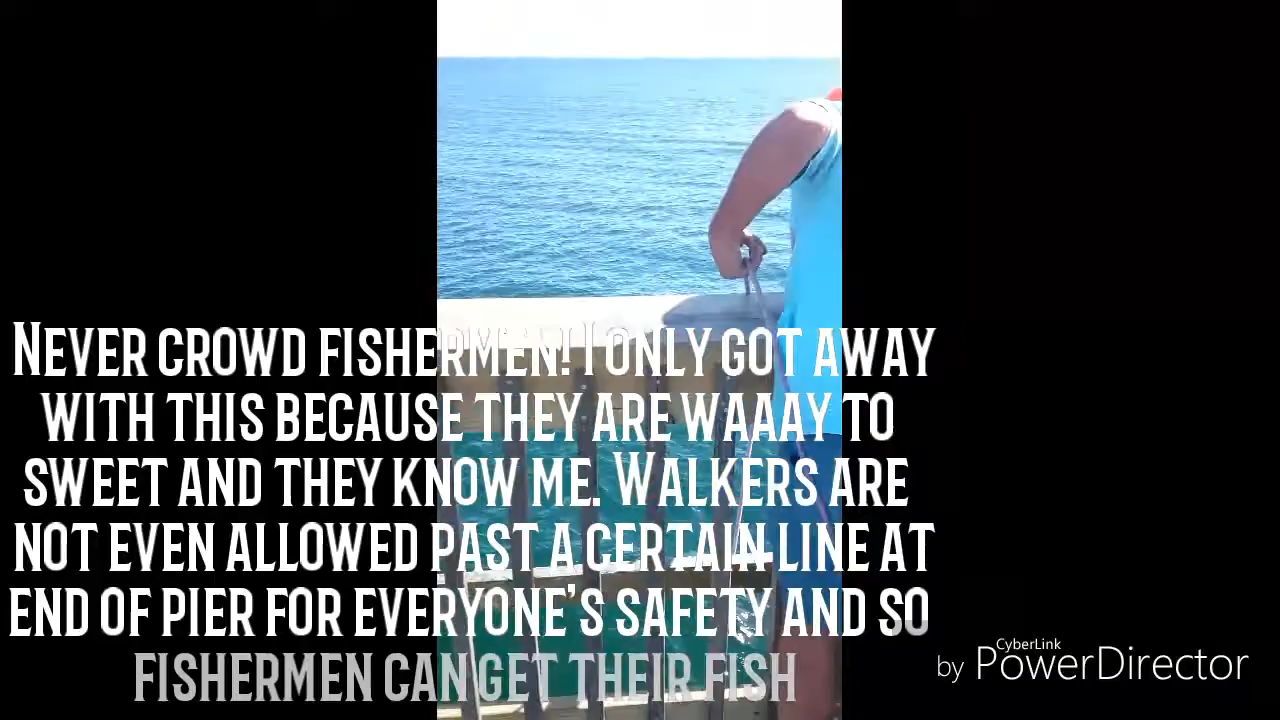 Never crowd fishermen! I only got away
with this because they are waaay to
sweet and they know me. Walkers are
not even allowed past a certain line at
end of pier for everyone's safety and so
fishermen can get their fish
CyberLink
by PowerDirector